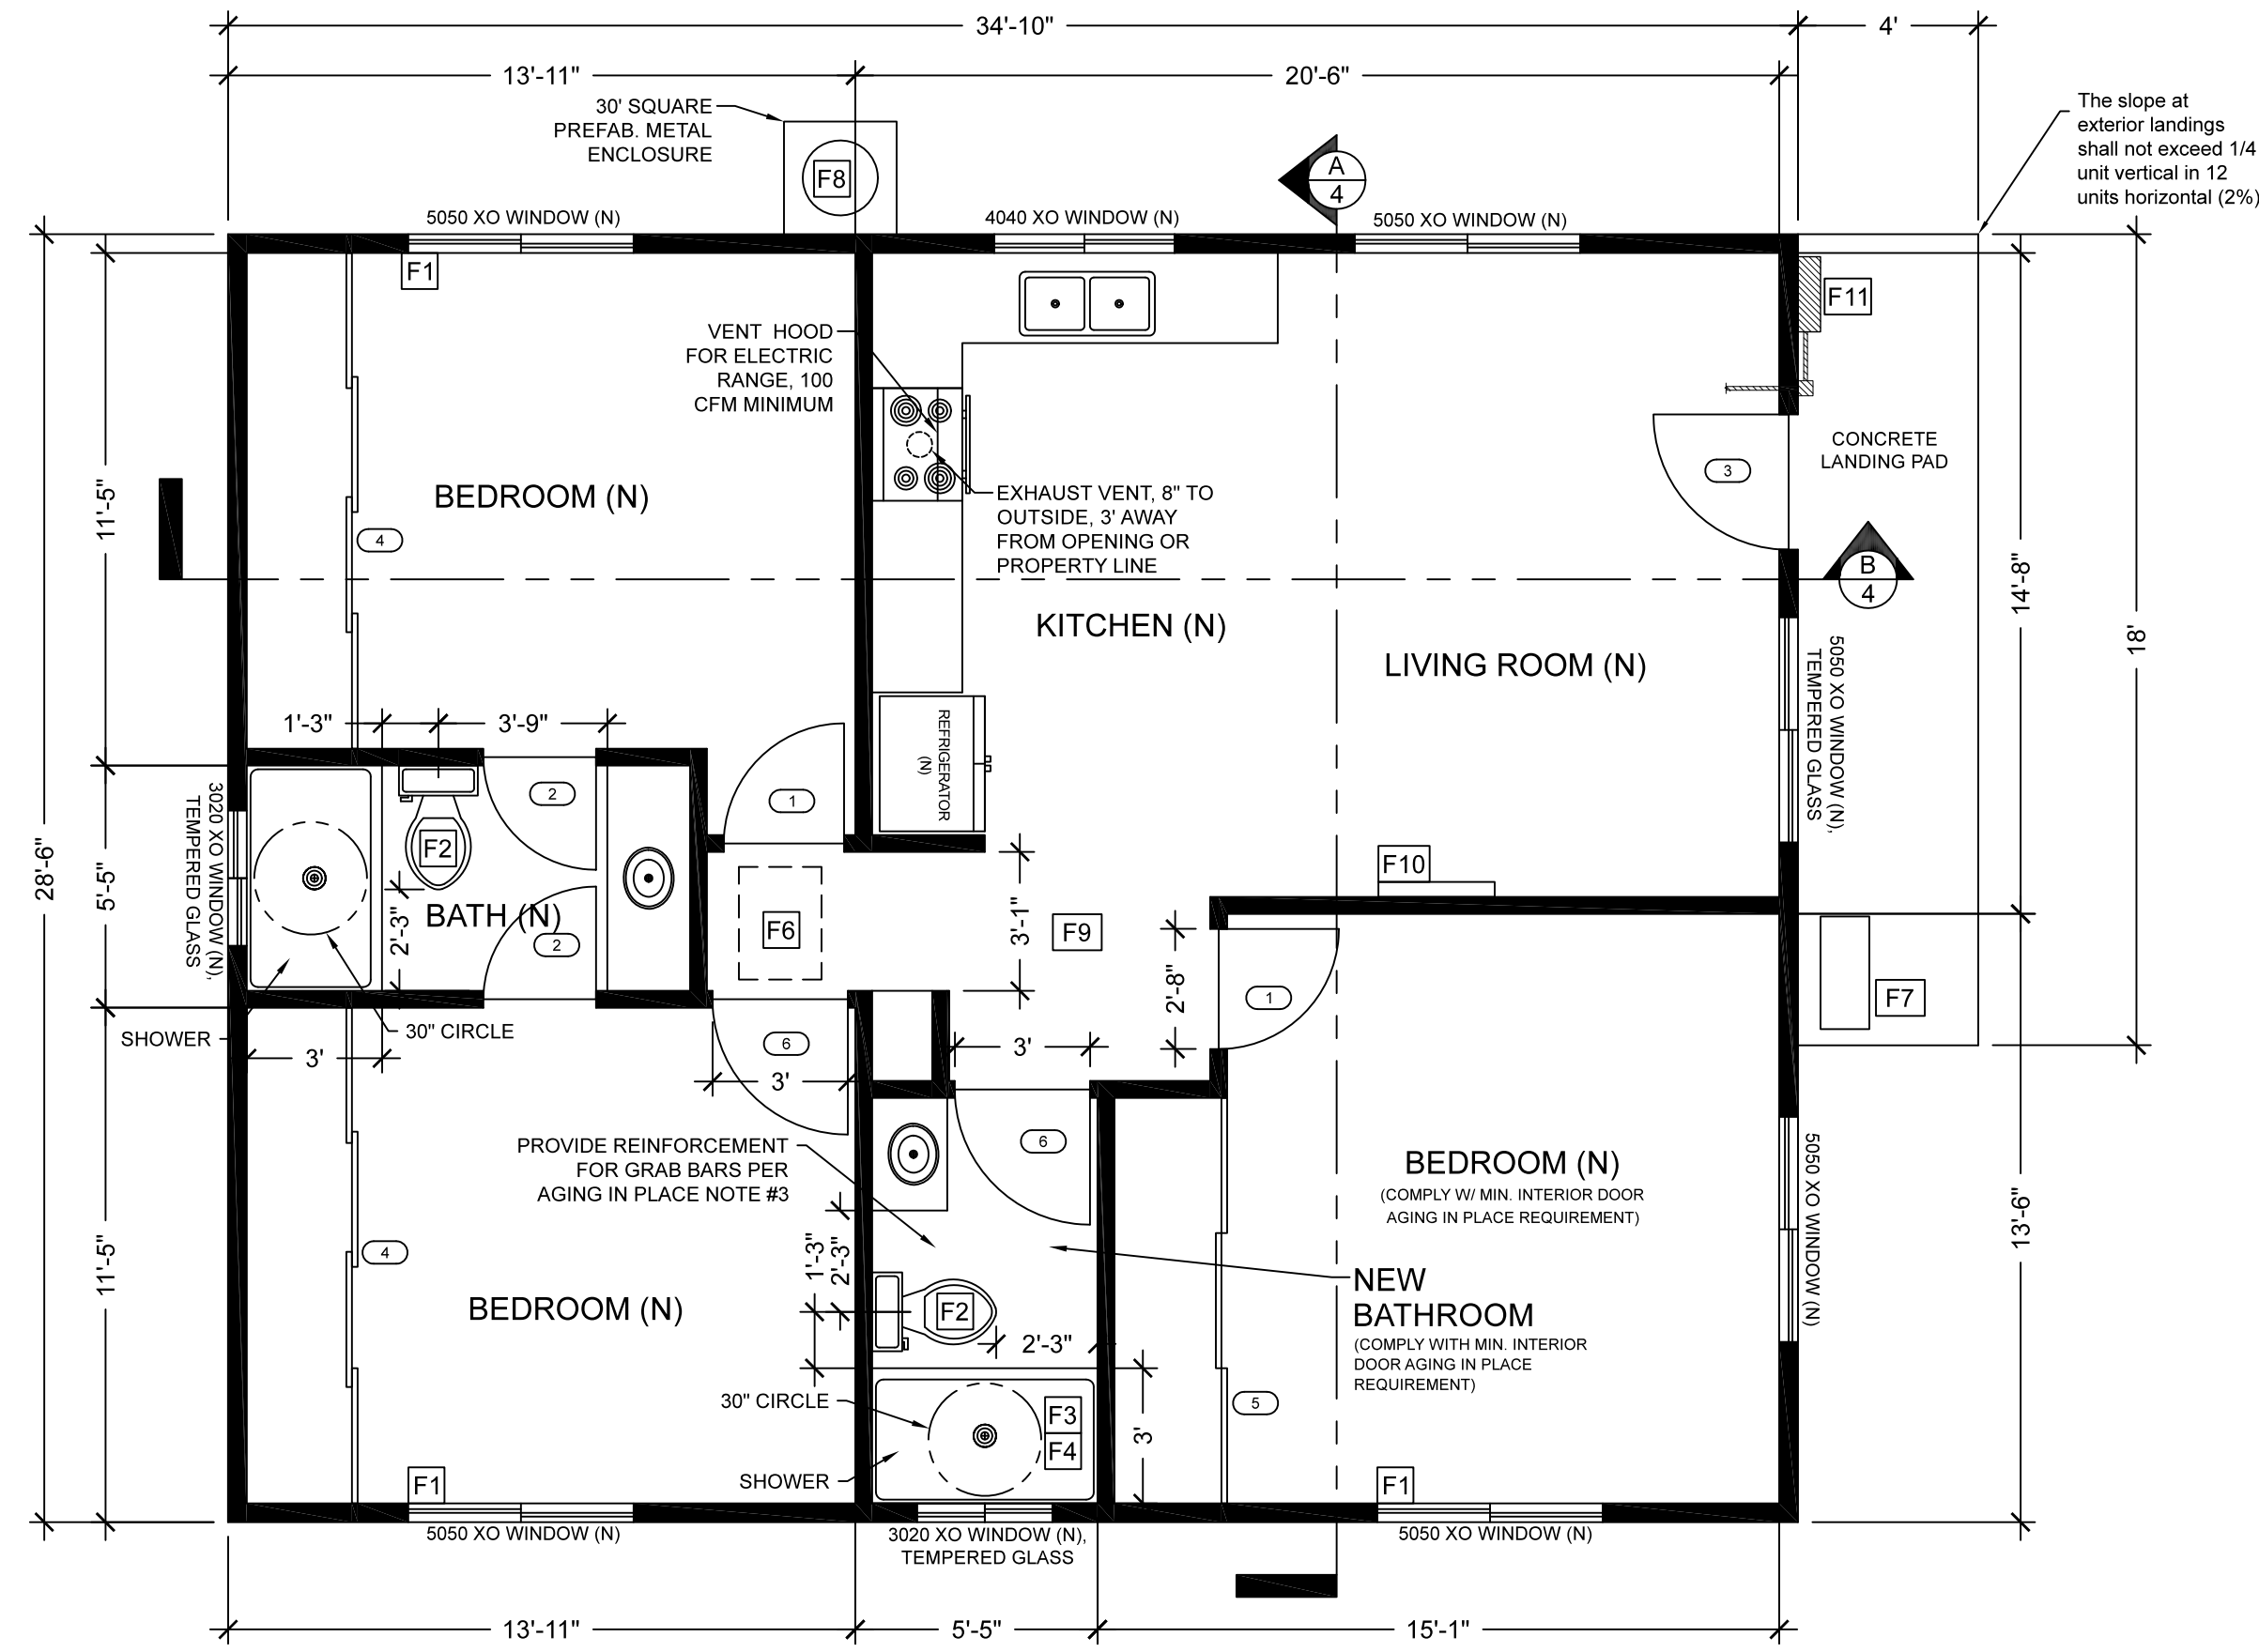 34'-10"
4'
13'-11"
20'-6"
30' SQUARE
PREFAB. METAL
ENCLOSURE
F8
A
4
The slope at
exterior landings
shall not exceed 1/4
unit vertical in 12
units horizontal (2%)
5050 XO WINDOW (N)
4040 XO WINDOW (N)
5050 XO WINDOW (N)
F1
F11
VENT HOOD
FOR ELECTRIC
RANGE, 100
CFM MINIMUM
CONCRETE
LANDING PAD
3
11'-5"
BEDROOM (N)
EXHAUST VENT, 8" TO
OUTSIDE, 3' AWAY
FROM OPENING OR
PROPERTY LINE
4
B
4
14'-8"
18'
KITCHEN (N)
LIVING ROOM (N)
5050 XO WINDOW (N),
TEMPERED GLASS
1'-3"
3'-9"
REFRIGERATOR
(N)
2
1
3020 XO WINDOW (N),
TEMPERED GLASS
28'-6"
5'-5"
F2
F10
BATH (N)
2'-3"
2
F6
3'-1"
F9
2'-8"
1
F7
SHOWER
30" CIRCLE
3'
6
3'
3'
6
PROVIDE REINFORCEMENT
FOR GRAB BARS PER
AGING IN PLACE NOTE #3
BEDROOM (N)
(COMPLY W/ MIN. INTERIOR DOOR
AGING IN PLACE REQUIREMENT)
5050 XO WINDOW (N)
13'-6"
11'-5"
4
1'-3"
2'-3"
BEDROOM (N)
F2
NEW
BATHROOM
(COMPLY WITH MIN. INTERIOR
DOOR AGING IN PLACE
REQUIREMENT)
2'-3"
30" CIRCLE
F3
F4
3'
5
SHOWER
F1
F1
5050 XO WINDOW (N)
3020 XO WINDOW (N),
TEMPERED GLASS
5050 XO WINDOW (N)
13'-11"
5'-5"
15'-1"